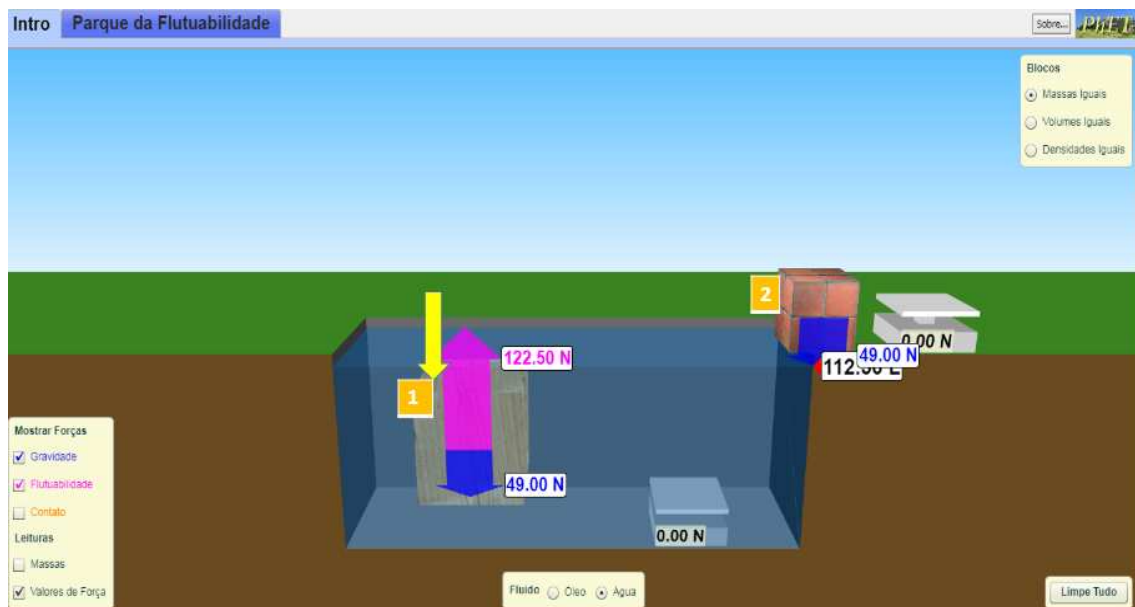 Intro
Parque da Flutuabilidade
Sobre...
PhET
Blocos
Massas Iguais
Volumes Iguais
Densidades Iguais
2
0.00 N
49.00 N
122.50 N
1
49.00 N
0.00 N
Mostrar Forças
Gravidade
Flutuabilidade
Contato
Leituras
Massas
Valores de Força
Fluido
Óleo
Água
Limpe Tudo